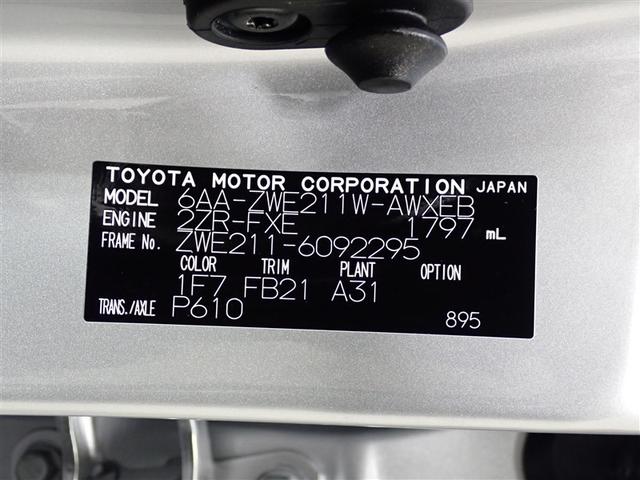 TOYOTA MOTOR CORPORATION JAPAN
MODEL 6AA-ZWE211W-AWXEB
ENGINE 2ZR-FXE 1797 mL
FRAME No. ZWE211-6092295
COLOR TRIM PLANT OPTION
1F7 FB21 A31
TRANS./AXLE P610 895